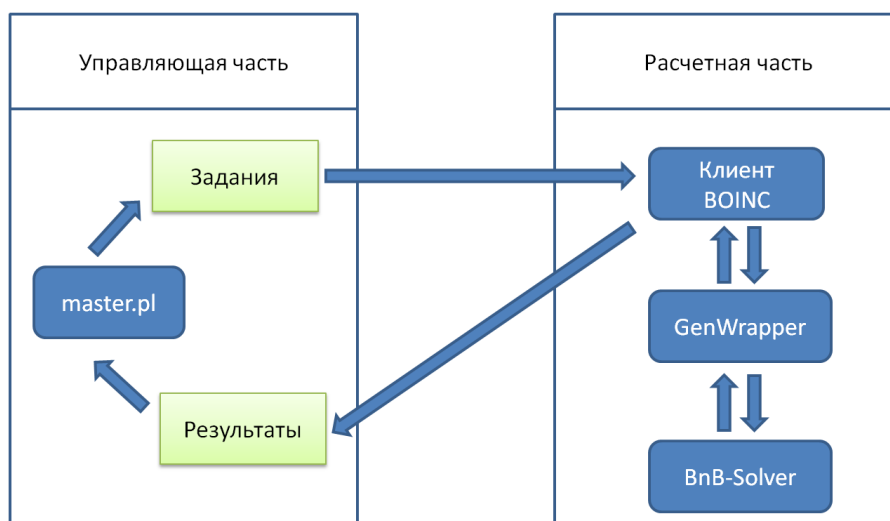 Управляющая часть
Расчетная часть
Задания
Клиент
BOINC
master.pl
GenWrapper
Результаты
BnB-Solver